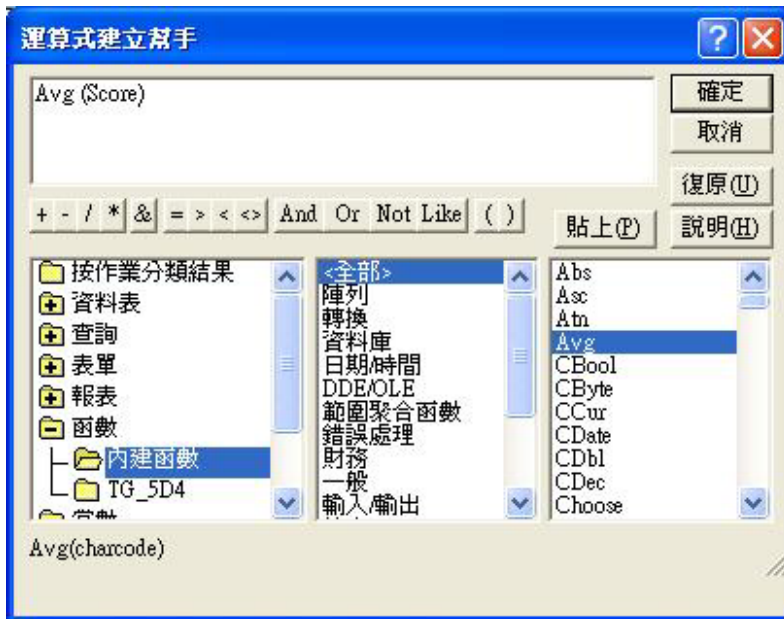 運算式建立幫手
Avg (Score)
確定
取消
復原(U)
+ - / * & = > < <> And Or Not Like ( )
貼上(P)
說明(H)
按作業分類結果
資料表
查詢
表單
報表
函數
內建函數
TG_5D4
常數
<全部>
陣列
轉換
資料庫
日期/時間
DDE/OLE
範圍聚合函數
錯誤處理
財務
一般
輸入/輸出
Abs
Asc
Atn
Avg
CBool
CByte
CCur
CDate
CDbl
CDec
Choose
Avg(charcode)